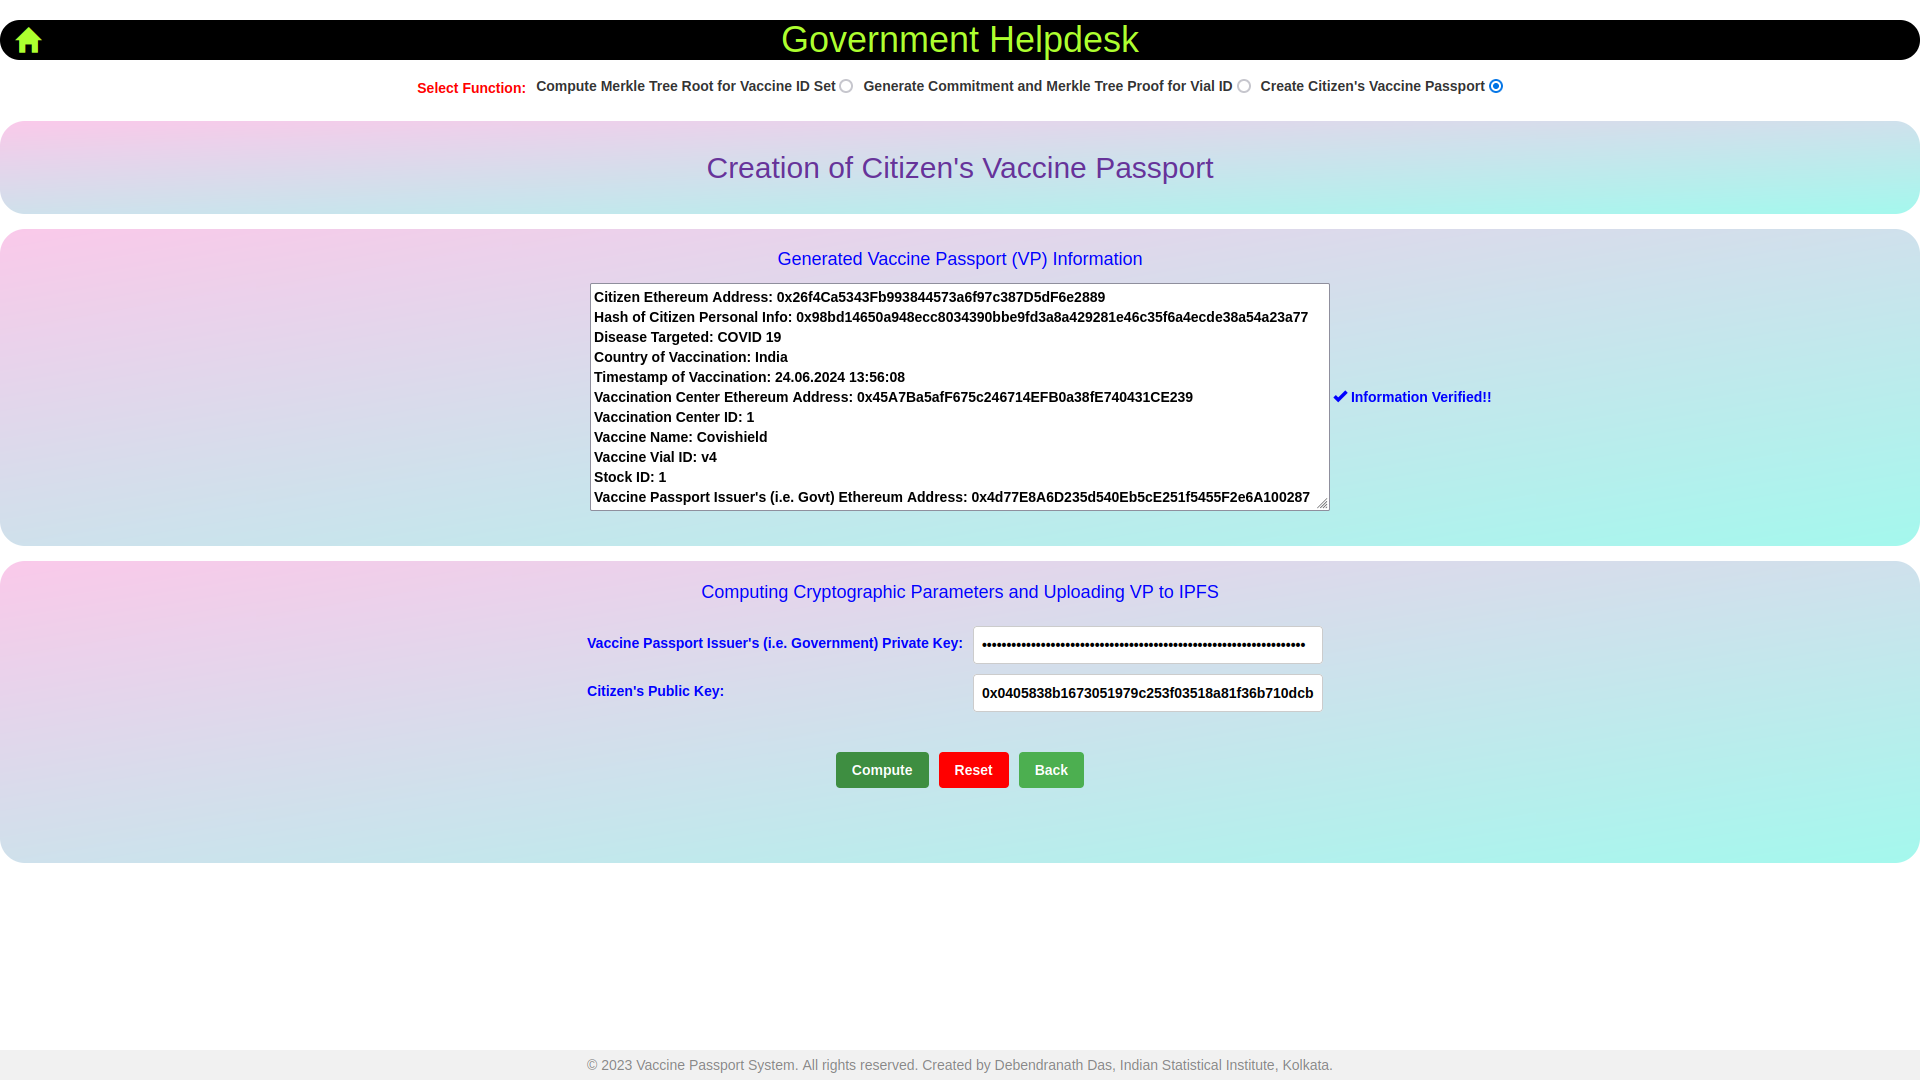 Government Helpdesk
Select Function: Compute Merkle Tree Root for Vaccine ID Set Generate Commitment and Merkle Tree Proof for Vial ID Create Citizen's Vaccine Passport
Creation of Citizen's Vaccine Passport
Generated Vaccine Passport (VP) Information
Citizen Ethereum Address: 0x26f4Ca5343Fb993844573a6f97c387D5dF6e2889
Hash of Citizen Personal Info: 0x98bd14650a948ecc8034390bbe9fd3a8a429281e46c35f6a4ecde38a54a23a77
Disease Targeted: COVID 19
Country of Vaccination: India
Timestamp of Vaccination: 24.06.2024 13:56:08
Vaccination Center Ethereum Address: 0x45A7Ba5afF675c246714EFB0a38fE740431CE239
Vaccination Center ID: 1
Vaccine Name: Covishield
Vaccine Vial ID: v4
Stock ID: 1
Vaccine Passport Issuer's (i.e. Govt) Ethereum Address: 0x4d77E8A6D235d540Eb5cE251f5455F2e6A100287
Information Verified!!
Computing Cryptographic Parameters and Uploading VP to IPFS
Vaccine Passport Issuer's (i.e. Government) Private Key:
Citizen's Public Key: 0x0405838b1673051979c253f03518a81f36b710dcb
Compute Reset Back
© 2023 Vaccine Passport System. All rights reserved. Created by Debendranath Das, Indian Statistical Institute, Kolkata.